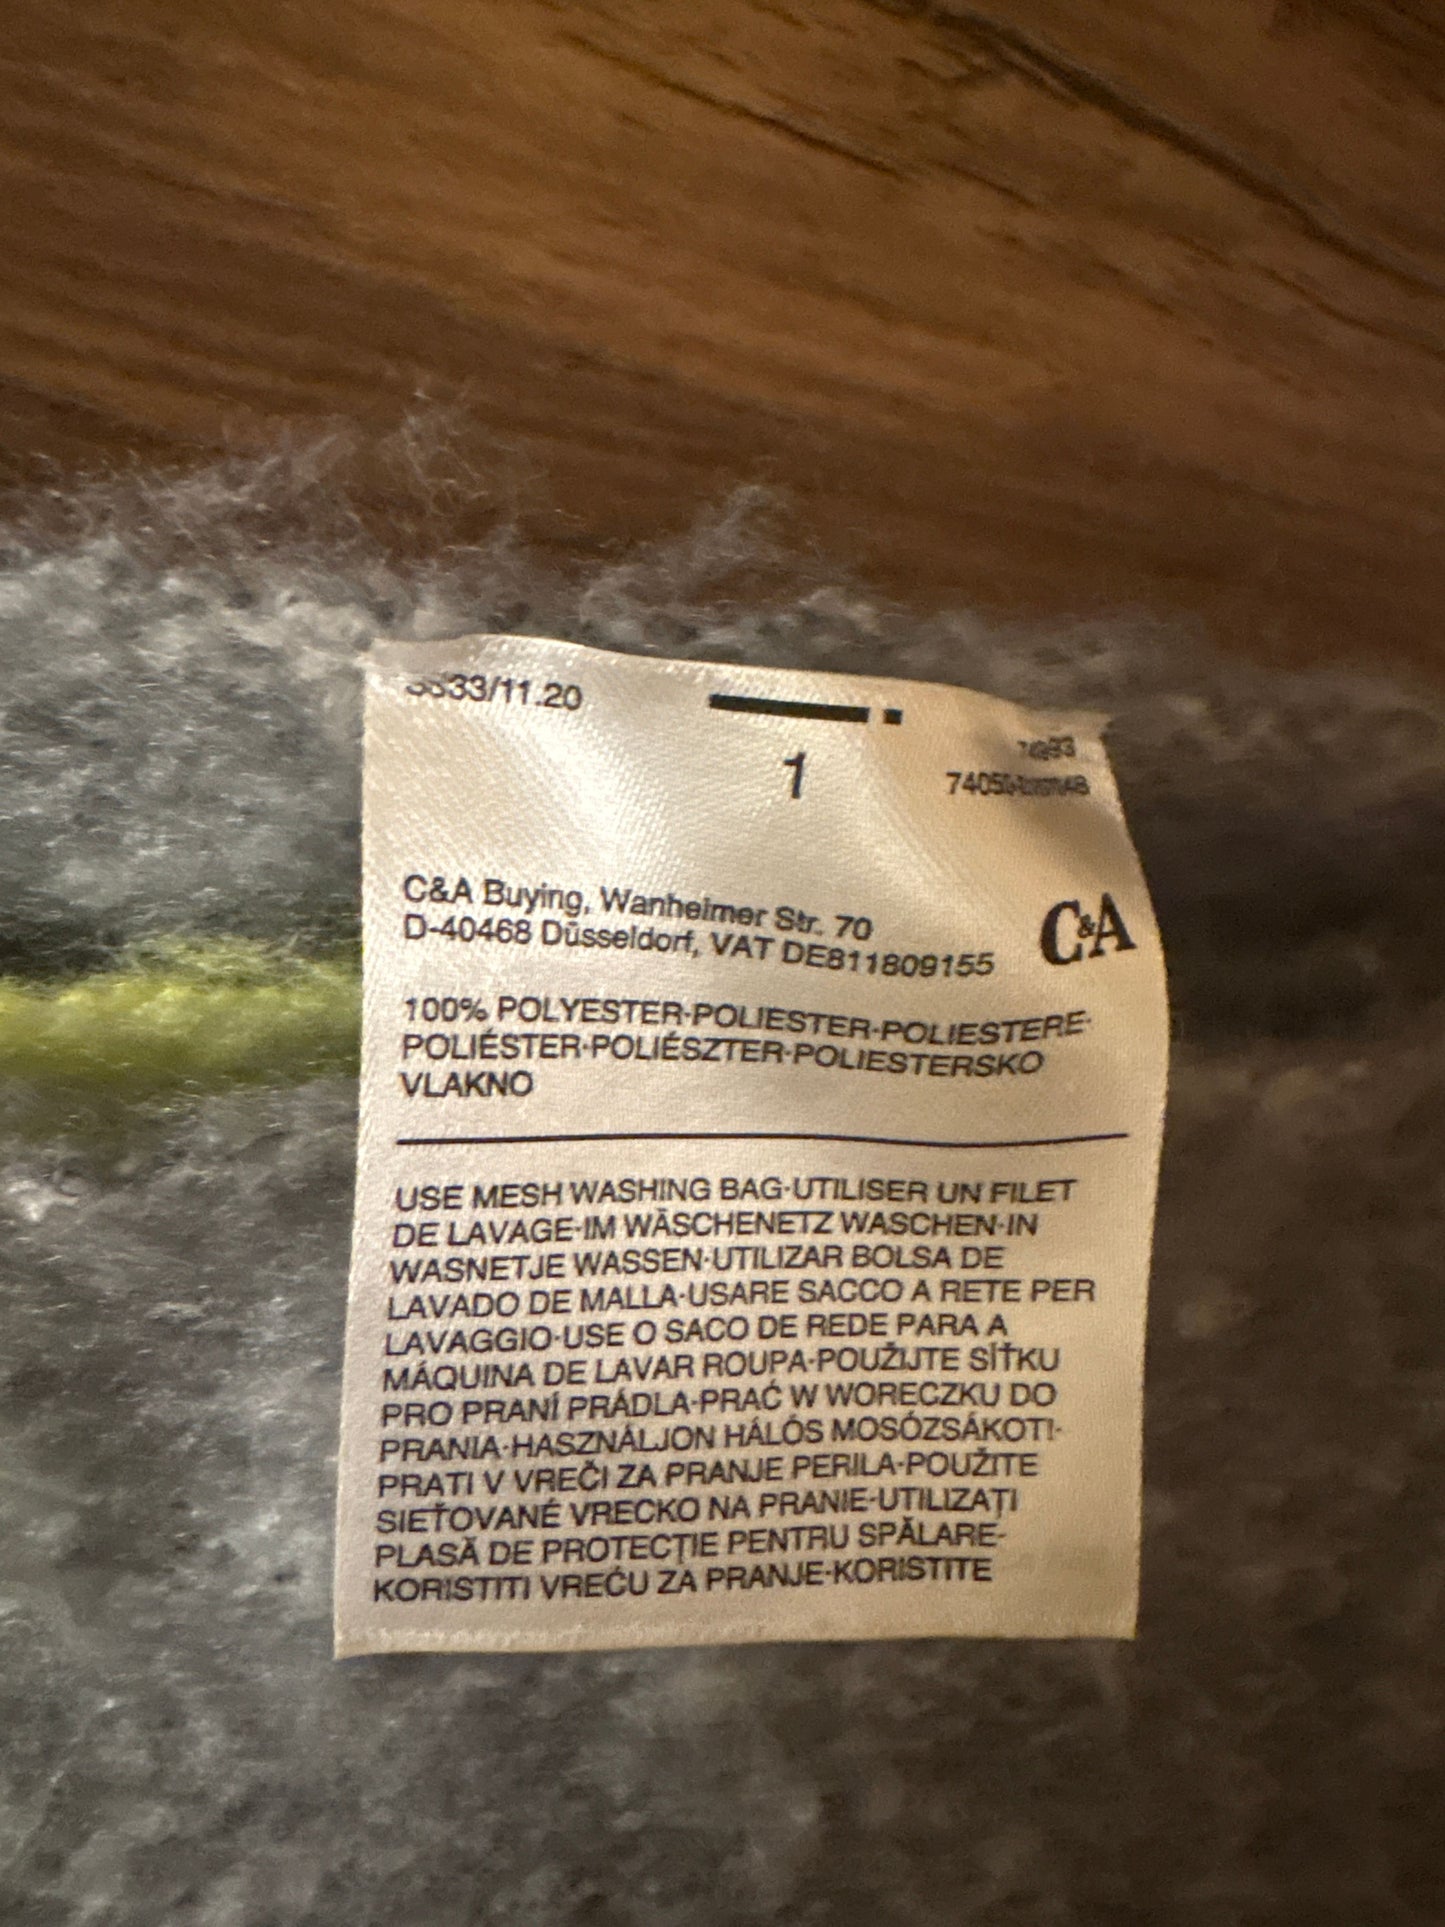 1
C&A Buying, Wanheimer Str. 70
D-40468 Düsseldorf, VAT DE811809155
C&A
100% POLYESTER·POLIESTER·POLIESTERE·
POLIÉSTER·POLIÉSZTER·POLIESTERSKO
VLAKNO
USE MESH WASHING BAG·UTILISER UN FILET
DE LAVAGE·IM WÄSCHENETZ WASCHEN·IN
WASNETJE WASSEN·UTILIZAR BOLSA DE
LAVADO DE MALLA·USARE SACCO A RETE PER
LAVAGGIO·USE O SACO DE REDE PARA A
MÁQUINA DE LAVAR ROUPA·POUŽIJTE SÍŤKU
PRO PRANÍ PRÁDLA·PRAĆ W WORECZKU DO
PRANIA·HASZNÁLJON HÁLÓS MOSÓZSÁKOT!·
PRATI V VREČI ZA PRANJE PERILA·POUŽITE
SIEŤOVANÉ VRECKO NA PRANIE·UTILIZAȚI
PLASĂ DE PROTECȚIE PENTRU SPĂLARE·
KORISTITI VREĆU ZA PRANJE·KORISTITE